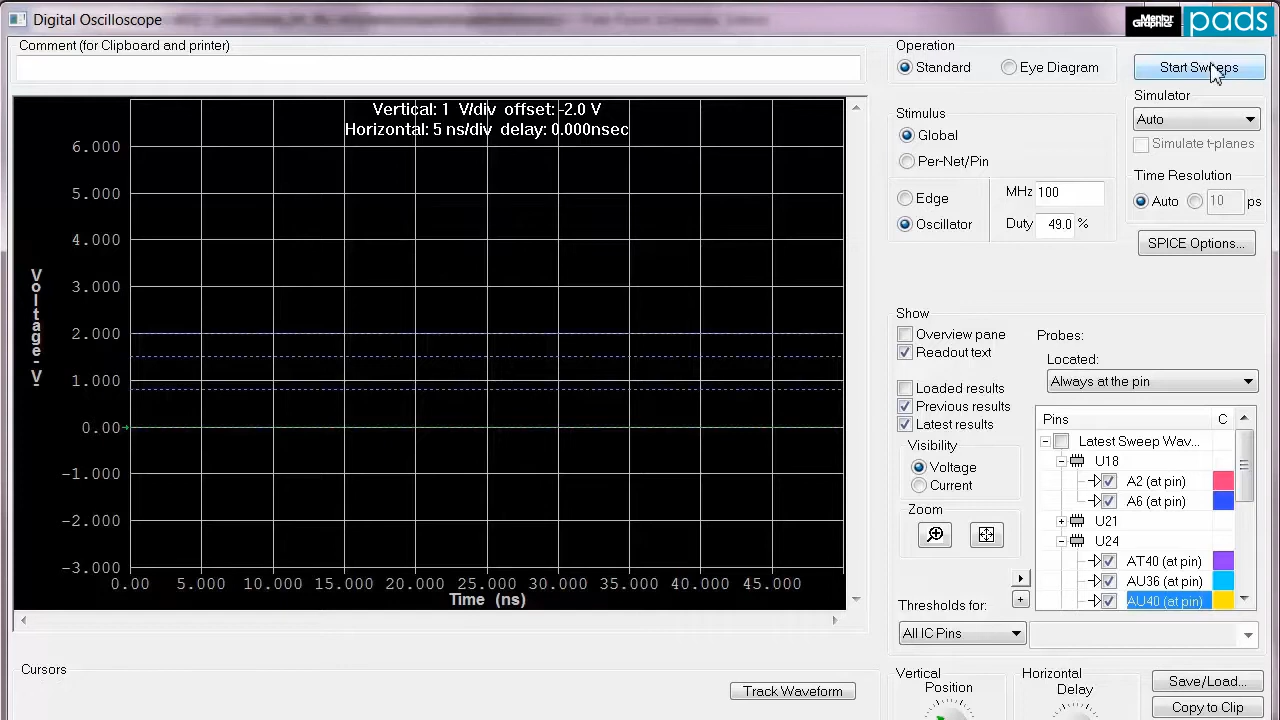 Digital Oscilloscope
Mentor Graphics
pads
Comment (for Clipboard and printer)
Vertical: 1 V/div offset: -2.0 V
Horizontal: 5 ns/div delay: 0.000nsec
Voltage - V
6.000
5.000
4.000
3.000
2.000
1.000
0.00
-1.000
-2.000
-3.000
0.00 5.000 10.000 15.000 20.000 25.000 30.000 35.000 40.000 45.000
Time (ns)
Cursors
Track Waveform
Operation
Standard Eye Diagram
Start Sweeps
Stimulus
Global
Per-Net/Pin
Edge
Oscillator
MHz 100
Duty 49.0 %
Simulator
Auto
Simulate t-planes
Time Resolution
Auto 10 ps
SPICE Options...
Show
Overview pane
Readout text
Loaded results
Previous results
Latest results
Visibility
Voltage
Current
Zoom
Probes:
Located:
Always at the pin
Pins C
Latest Sweep Wav...
U18
A2 (at pin)
A6 (at pin)
U21
U24
AT40 (at pin)
AU36 (at pin)
AU40 (at pin)
Thresholds for:
All IC Pins
Vertical
Position
Horizontal
Delay
Save/Load...
Copy to Clip